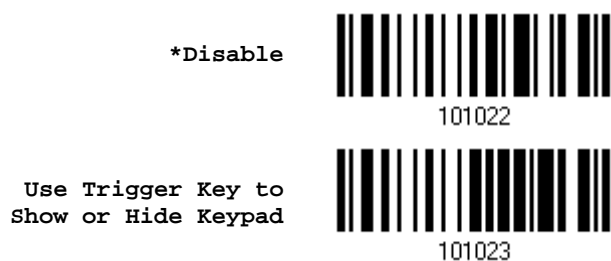 *Disable
101022
Use Trigger Key to
Show or Hide Keypad
101023